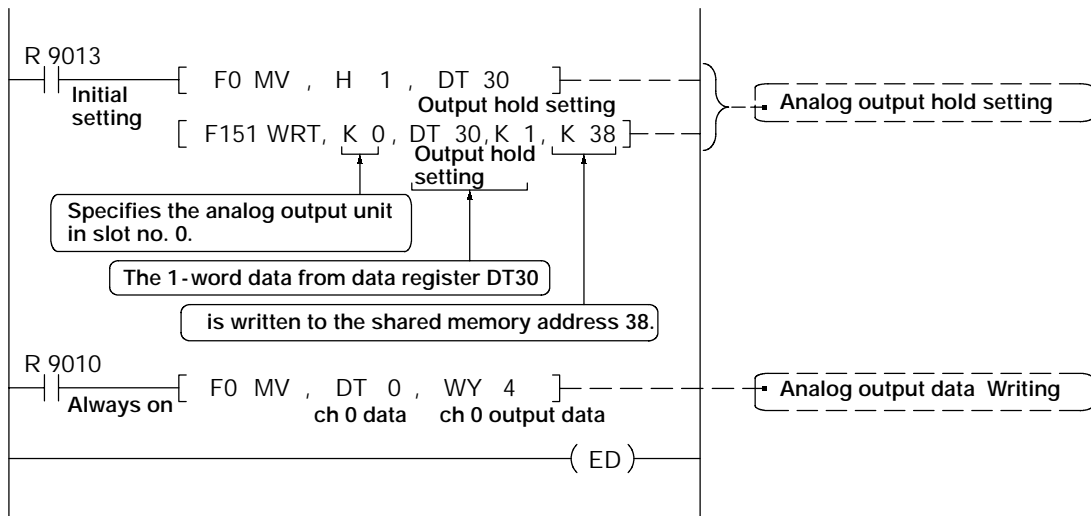 R 9013
[ F0 MV , H 1 , DT 30 ]
Analog output hold setting
Initial
setting
Output hold setting
[ F151 WRT, K 0, DT 30, K 1, K 38 ]
Output hold
setting
Specifies the analog output unit
in slot no. 0.
The 1-word data from data register DT30
is written to the shared memory address 38.
R 9010
[ F0 MV , DT 0 , WY 4 ]
Analog output data Writing
Always on
ch 0 data ch 0 output data
( ED )